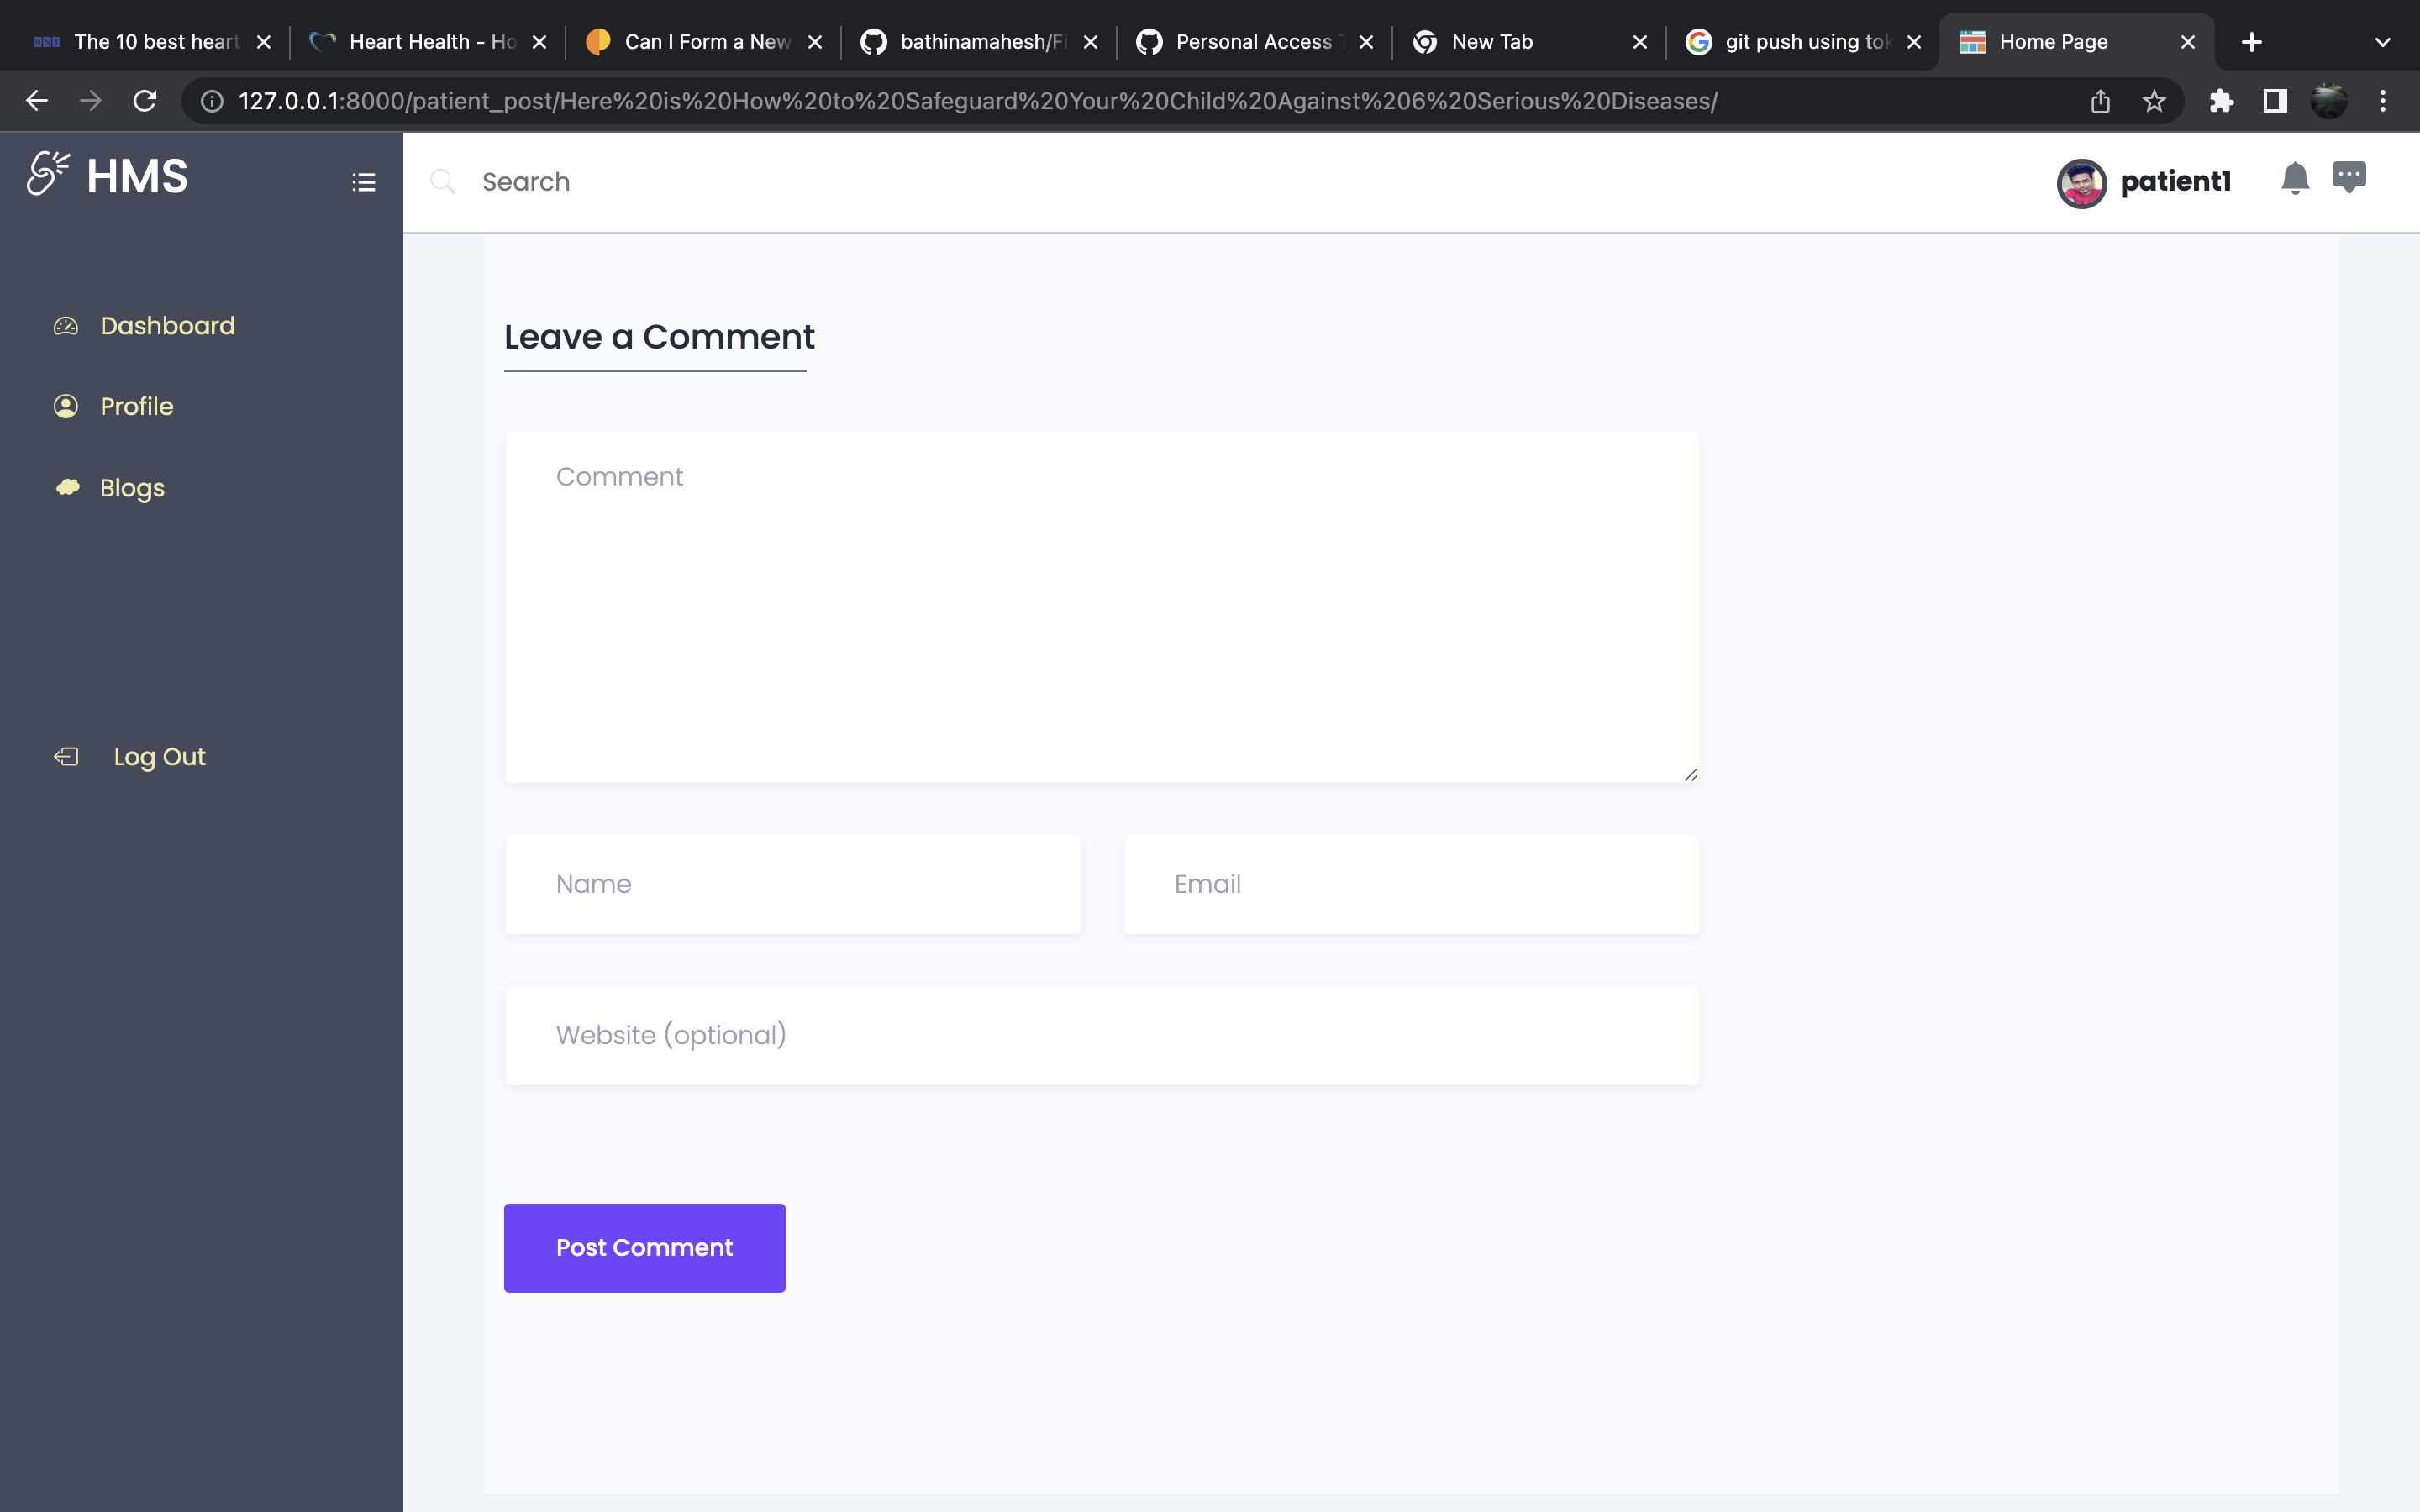 The 10 best heart
Heart Health - Ho
Can I Form a New
bathinamahesh/Fi
Personal Access T
New Tab
git push using tok
Home Page
127.0.0.1:8000/patient_post/Here%20is%20How%20to%20Safeguard%20Your%20Child%20Against%206%20Serious%20Diseases/
HMS
Search
patient1
Dashboard
Profile
Blogs
Log Out
Leave a Comment
Comment
Name
Email
Website (optional)
Post Comment